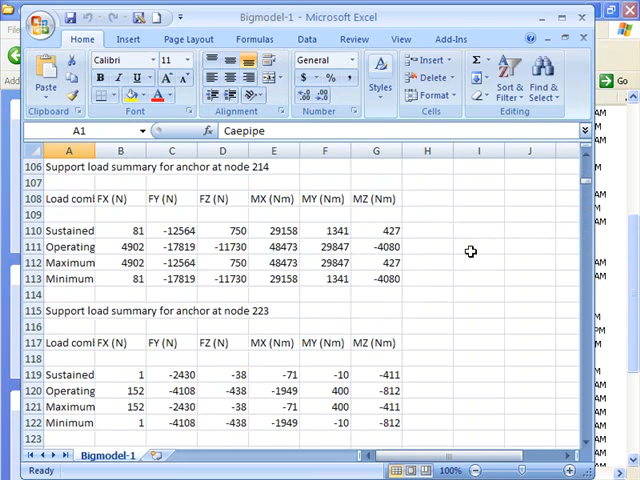 Bigmodel-1 - Microsoft Excel
Home Insert Page Layout Formulas Data Review View Add-Ins
Paste
Clipboard
Calibri 11
B I U
Font
Alignment
General
$ % ,
Number
Styles
Insert
Delete
Format
Cells
Sort & Filter
Find & Select
Editing
A1 fx Caepipe
A B C D E F G H I J
106 Support load summary for anchor at node 214
107
108 Load comb FX (N) FY (N) FZ (N) MX (Nm) MY (Nm) MZ (Nm)
109
110 Sustained 81 -12564 750 29158 1341 427
111 Operating 4902 -17819 -11730 48473 29847 -4080
112 Maximum 4902 -12564 750 48473 29847 427
113 Minimum 81 -17819 -11730 29158 1341 -4080
114
115 Support load summary for anchor at node 223
116
117 Load comb FX (N) FY (N) FZ (N) MX (Nm) MY (Nm) MZ (Nm)
118
119 Sustained 1 -2430 -38 -71 -10 -411
120 Operating 152 -4108 -438 -1949 400 -812
121 Maximum 152 -2430 -38 -71 400 -411
122 Minimum 1 -4108 -438 -1949 -10 -812
123
Bigmodel-1
Ready 100%
Go